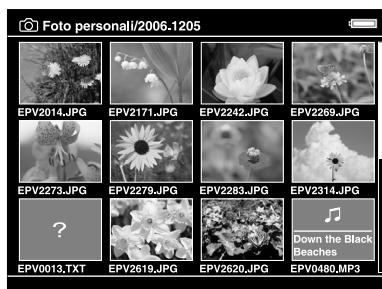 Foto personali/2006.1205
EPV2014.JPG EPV2171.JPG EPV2242.JPG EPV2269.JPG
EPV2273.JPG EPV2279.JPG EPV2283.JPG EPV2314.JPG
?
Down the Black
Beaches
EPV0013.TXT EPV2619.JPG EPV2620.JPG EPV0480.MP3